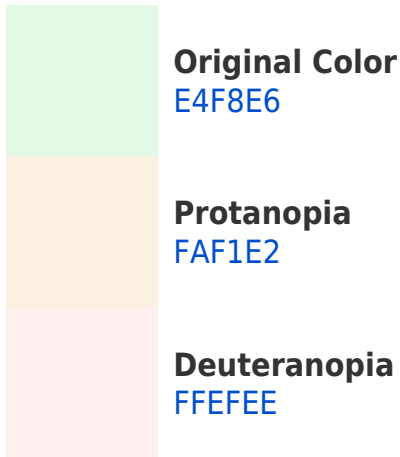 Original Color
E4F8E6
Protanopia
FAF1E2
Deuteranopia
FFEFEE